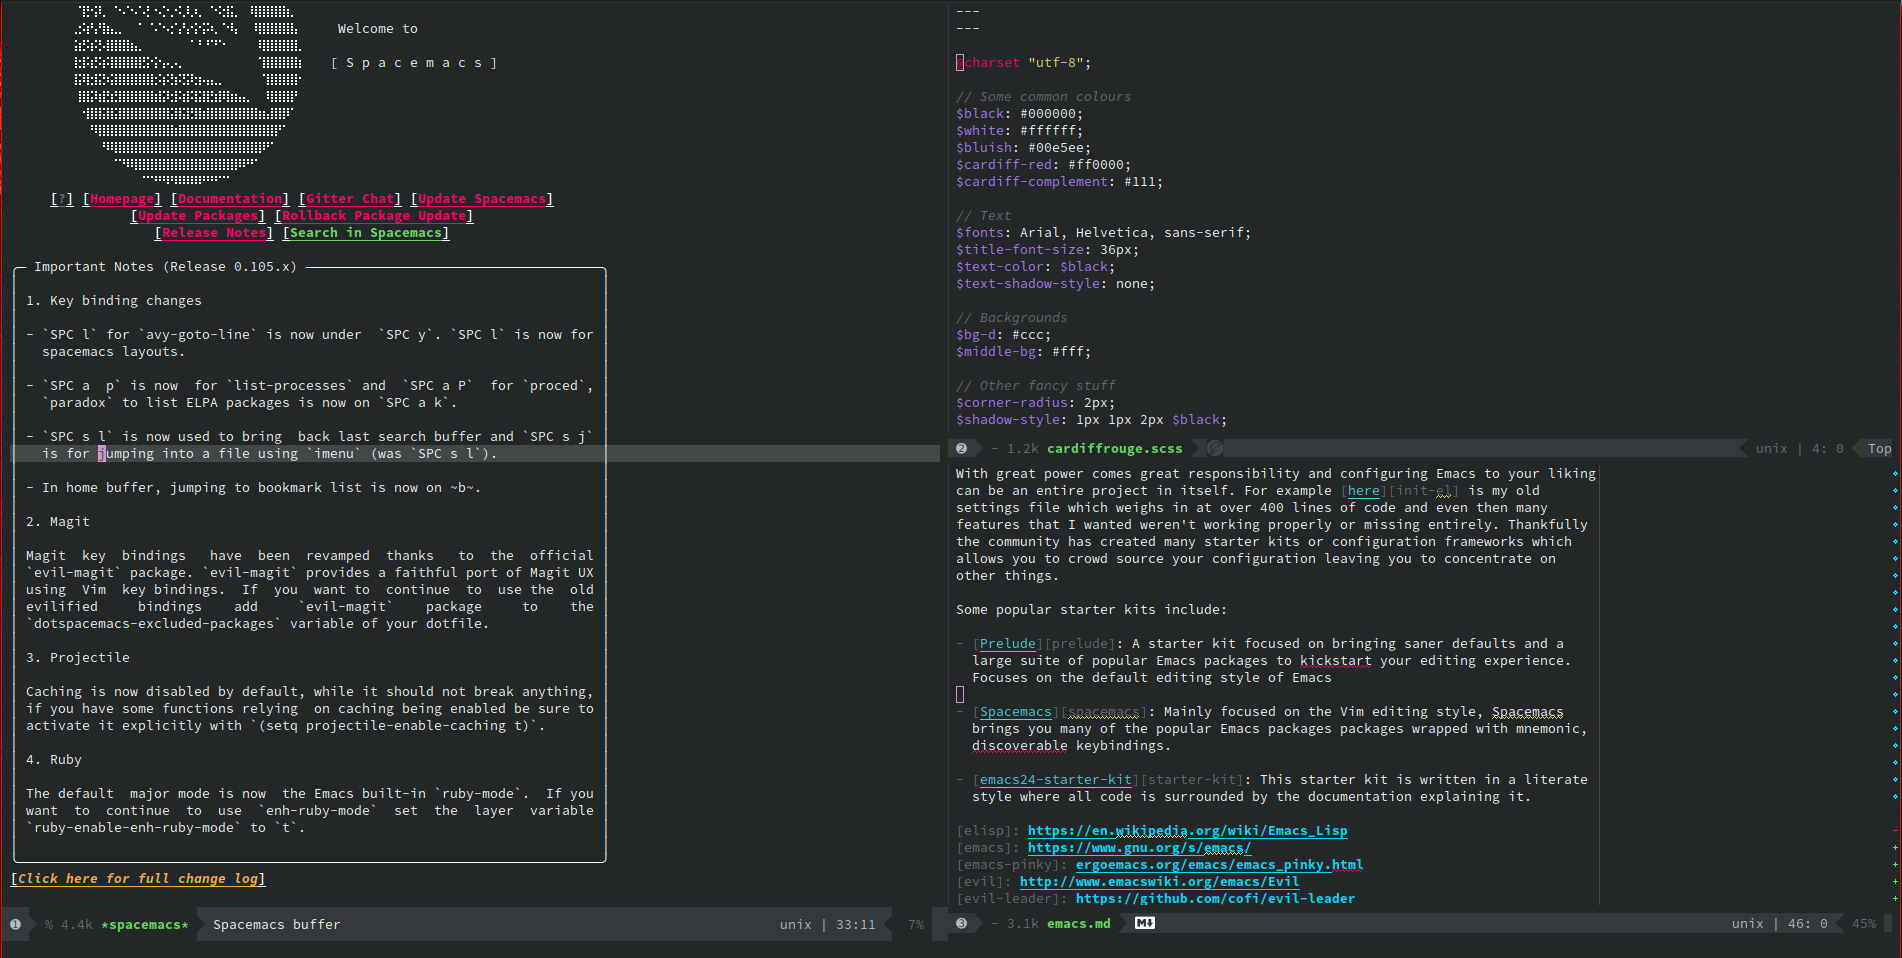 Welcome to
[ S p a c e m a c s ]
[?] [Homepage] [Documentation] [Gitter Chat] [Update Spacemacs]
[Update Packages] [Rollback Package Update]
[Release Notes] [Search in Spacemacs]
Important Notes (Release 0.105.x)
1. Key binding changes
- `SPC l` for `avy-goto-line` is now under  `SPC y`. `SPC l` is now for
spacemacs layouts.
- `SPC a  p` is now  for `list-processes` and  `SPC a P`  for `proced`,
`paradox` to list ELPA packages is now on `SPC a k`.
- `SPC s l` is now used to bring  back last search buffer and `SPC s j`
is for jumping into a file using `imenu` (was `SPC s l`).
- In home buffer, jumping to bookmark list is now on ~b~.
2. Magit
Magit  key  bindings   have  been  revamped  thanks   to  the  official
`evil-magit` package. `evil-magit` provides a faithful port of Magit UX
using  Vim  key bindings.  If  you  want to  continue  to  use the  old
evilified     bindings    add     `evil-magit`    package     to    the
`dotspacemacs-excluded-packages` variable of your dotfile.
3. Projectile
Caching is now disabled by default, while it should not break anything,
if you have some functions relying  on caching being enabled be sure to
activate it explicitly with `(setq projectile-enable-caching t)`.
4. Ruby
The default  major mode is now  the Emacs built-in `ruby-mode`.  If you
want  to  continue  to  use  `enh-ruby-mode`  set  the  layer  variable
`ruby-enable-enh-ruby-mode` to `t`.
[Click here for full change log]
1 % 4.4k *spacemacs* Spacemacs buffer unix | 33:11 7%
---
---
@charset "utf-8";
// Some common colours
$black: #000000;
$white: #ffffff;
$bluish: #00e5ee;
$cardiff-red: #ff0000;
$cardiff-complement: #111;
// Text
$fonts: Arial, Helvetica, sans-serif;
$title-font-size: 36px;
$text-color: $black;
$text-shadow-style: none;
// Backgrounds
$bg-d: #ccc;
$middle-bg: #fff;
// Other fancy stuff
$corner-radius: 2px;
$shadow-style: 1px 1px 2px $black;
2 - 1.2k cardiffrouge.scss unix | 4: 0 Top
With great power comes great responsibility and configuring Emacs to your liking
can be an entire project in itself. For example [here][init-el] is my old
settings file which weighs in at over 400 lines of code and even then many
features that I wanted weren't working properly or missing entirely. Thankfully
the community has created many starter kits or configuration frameworks which
allows you to crowd source your configuration leaving you to concentrate on
other things.
Some popular starter kits include:
- [Prelude][prelude]: A starter kit focused on bringing saner defaults and a
large suite of popular Emacs packages to kickstart your editing experience.
Focuses on the default editing style of Emacs
- [Spacemacs][spacemacs]: Mainly focused on the Vim editing style, Spacemacs
brings you many of the popular Emacs packages packages wrapped with mnemonic,
discoverable keybindings.
- [emacs24-starter-kit][starter-kit]: This starter kit is written in a literate
style where all code is surrounded by the documentation explaining it.
[elisp]: https://en.wikipedia.org/wiki/Emacs_Lisp
[emacs]: https://www.gnu.org/s/emacs/
[emacs-pinky]: ergoemacs.org/emacs/emacs_pinky.html
[evil]: http://www.emacswiki.org/emacs/Evil
[evil-leader]: https://github.com/cofi/evil-leader
3 - 3.1k emacs.md M↓ unix | 46: 0 45%